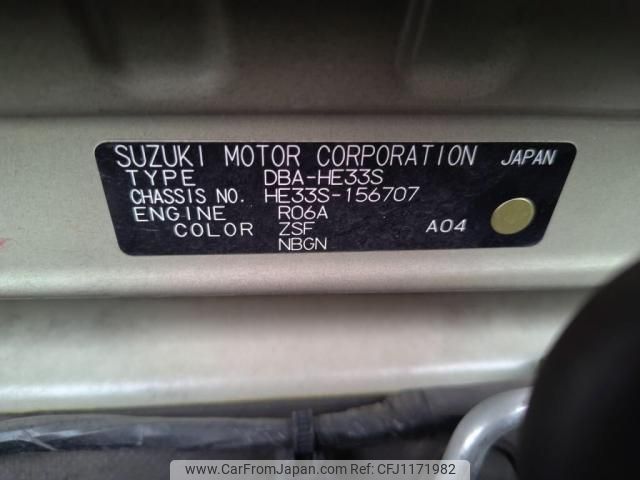 SUZUKI MOTOR CORPORATION JAPAN
TYPE DBA-HE33S
CHASSIS NO. HE33S-156707
ENGINE R06A
COLOR ZSF A04
NBGN
www.CarFromJapan.com CFJ1171982